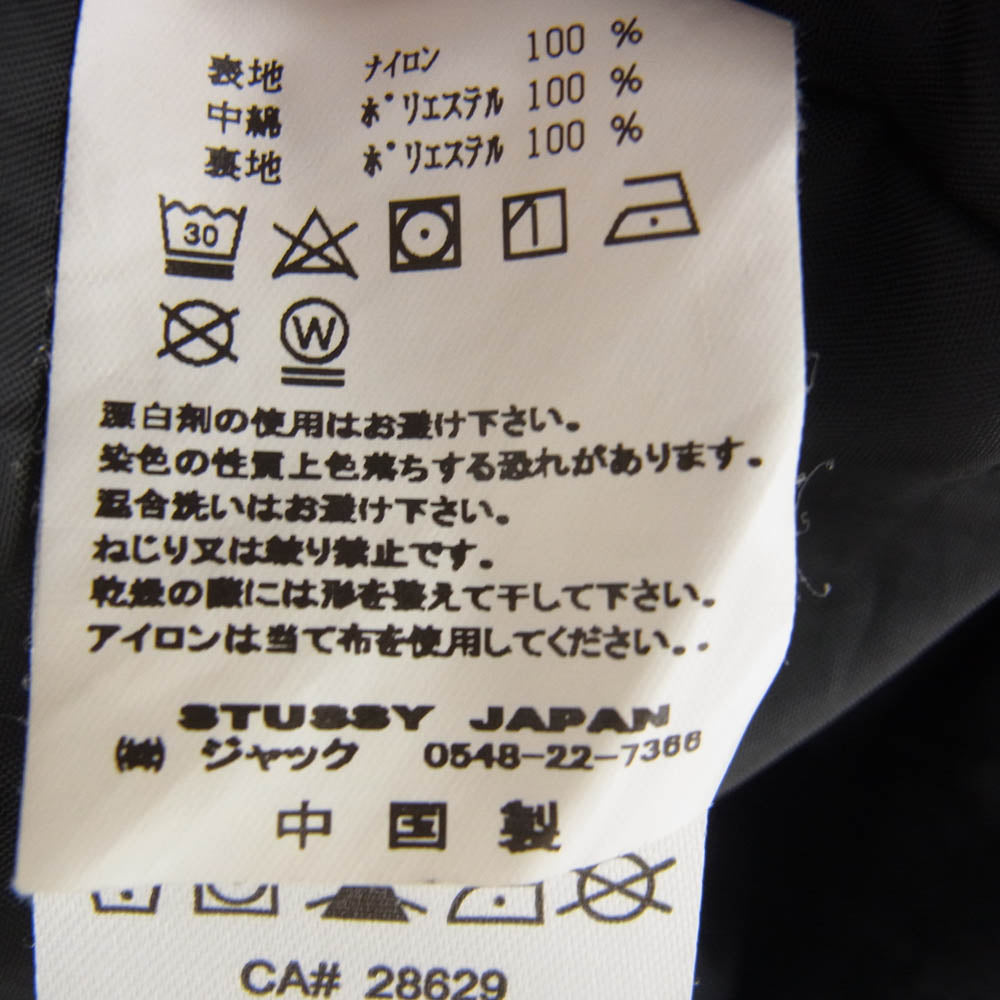 表地 ナイロン 100 %
中綿 ポリエステル 100 %
裏地 ポリエステル 100 %
30
W
漂白剤の使用はお避け下さい。
染色の性質上色落ちする恐れがあります。
混合洗いはお避け下さい。
ねじり又は絞り禁止です。
乾燥の際には形を整えて干して下さい。
アイロンは当て布を使用してください。.
STUSSY JAPAN
㈱ ジャック 0548-22-7366
中国製
CA# 28629